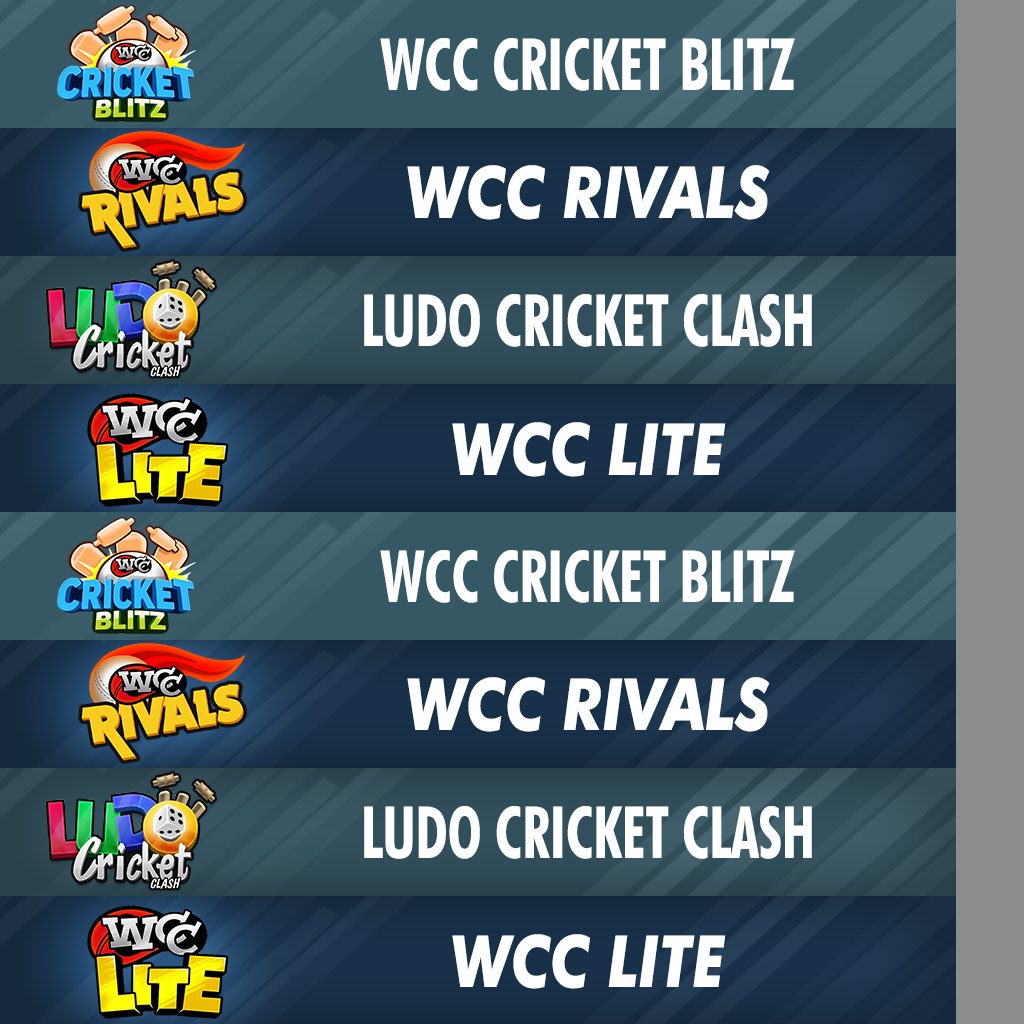 WCC
CRICKET
BLITZ
WCC CRICKET BLITZ
WCC
RIVALS
WCC RIVALS
LUDO
Cricket
CLASH
LUDO CRICKET CLASH
WCC
LITE
WCC LITE
WCC
CRICKET
BLITZ
WCC CRICKET BLITZ
WCC
RIVALS
WCC RIVALS
LUDO
Cricket
CLASH
LUDO CRICKET CLASH
WCC
LITE
WCC LITE